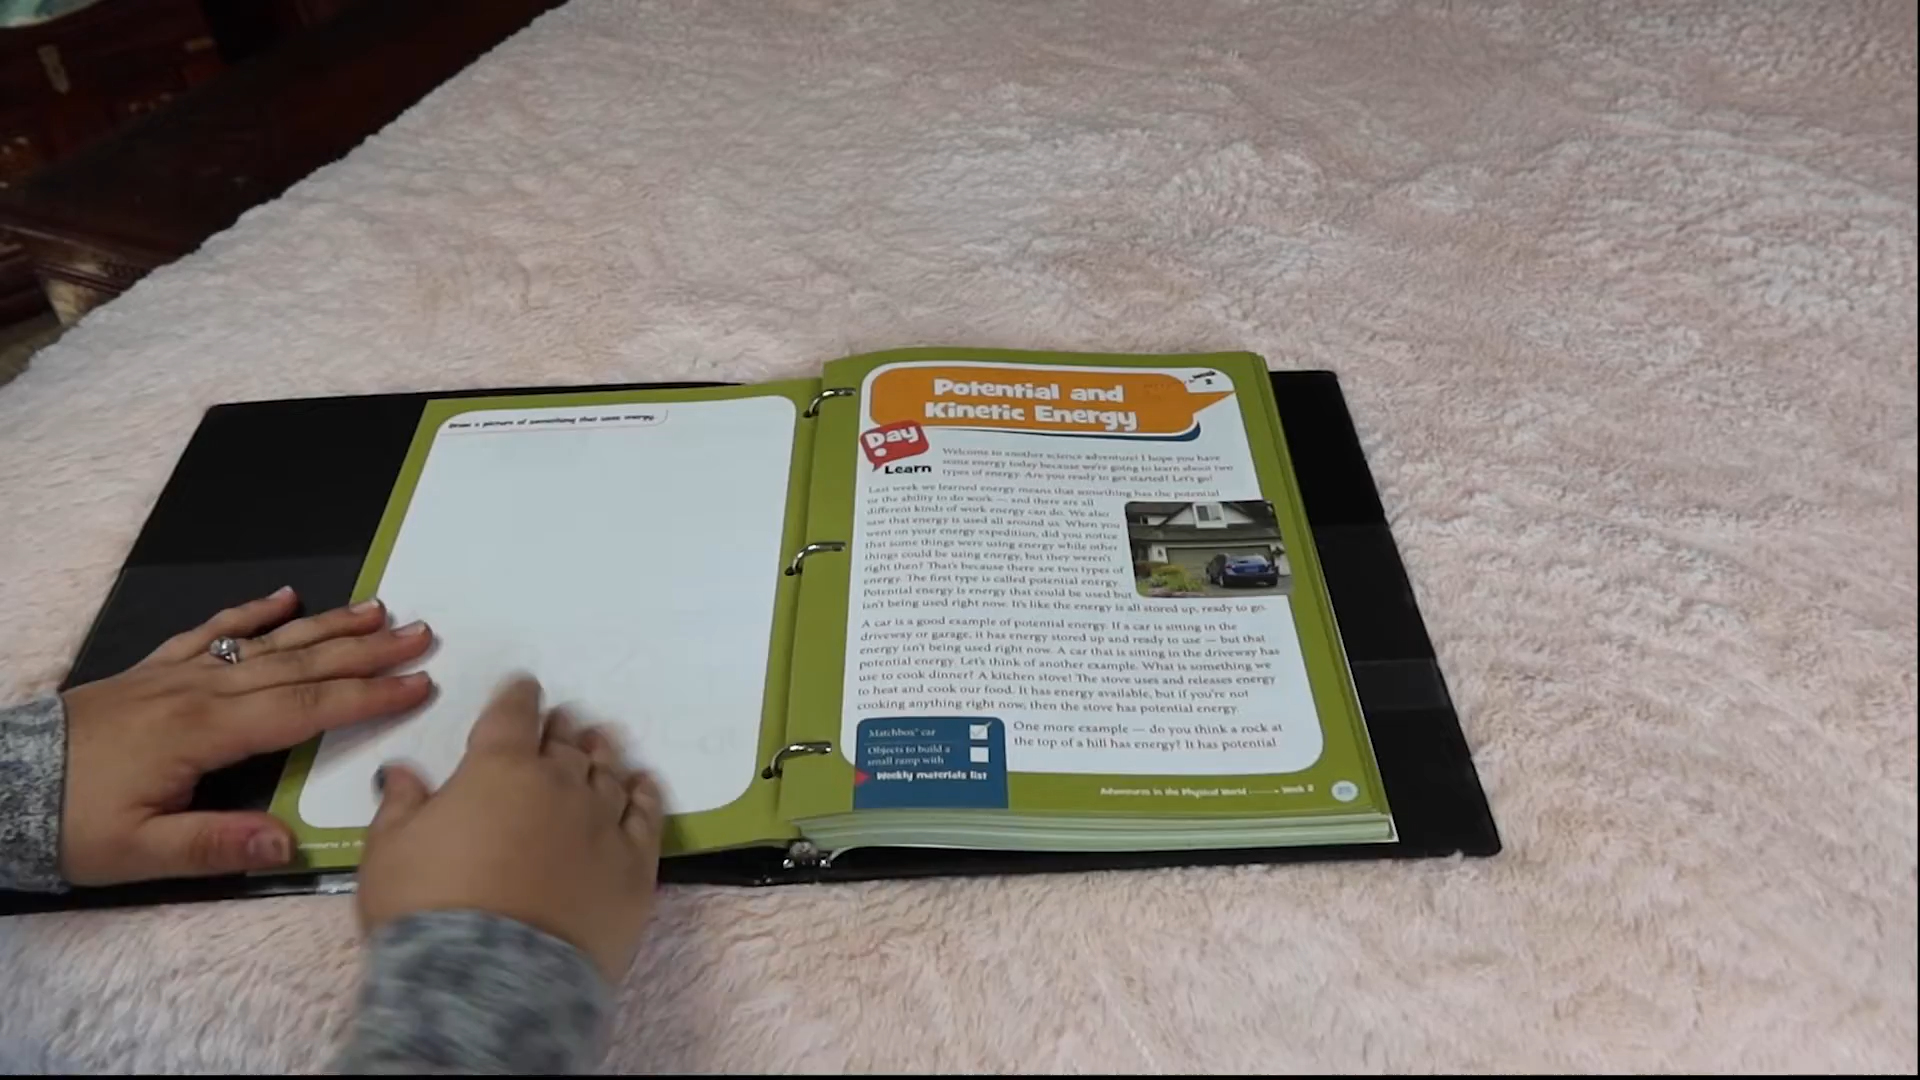 Draw a picture of something that uses energy.
Potential and
Kinetic Energy
Week
2
Day
Learn
Welcome to another science adventure! I hope you have
some energy today because we're going to learn about two
types of energy. Are you ready to get started? Let's go!
Last week we learned energy means that something has the potential
or the ability to do work — and there are all
different kinds of work energy can do. We also
saw that energy is used all around us. When you
went on your energy expedition, did you notice
that some things were using energy while other
things could be using energy, but they weren't
right then? That's because there are two types of
energy. The first type is called potential energy.
Potential energy is energy that could be used but
isn't being used right now. It's like the energy is all stored up, ready to go.
A car is a good example of potential energy. If a car is sitting in the
driveway or garage, it has energy stored up and ready to use — but that
energy isn't being used right now. A car that is sitting in the driveway has
potential energy. Let's think of another example. What is something we
use to cook dinner? A kitchen stove! The stove uses and releases energy
to heat and cook our food. It has energy available, but if you're not
cooking anything right now, then the stove has potential energy.
One more example — do you think a rock at
the top of a hill has energy? It has potential
Matchbox® car
Objects to build a
small ramp with
Weekly materials list
Adventures in the Physical World Week 2